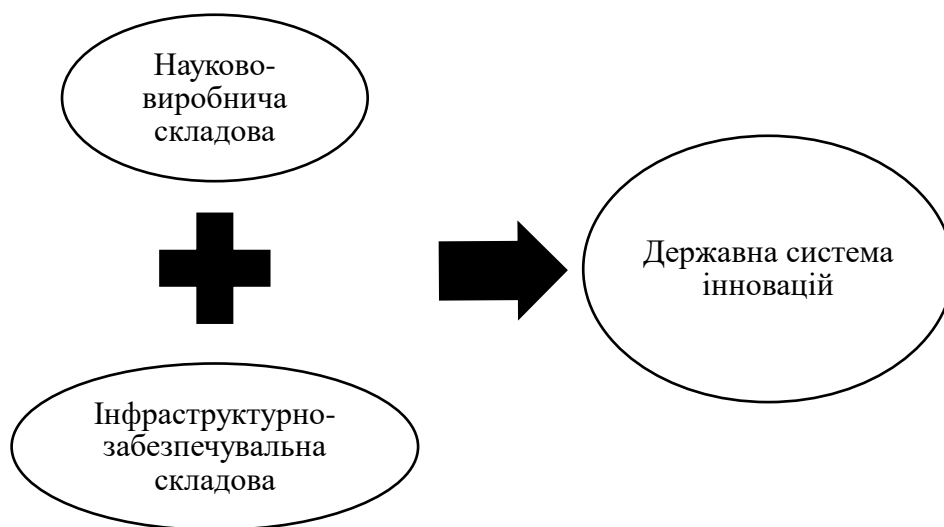 Науково-
виробнича
складова
Інфраструктурно-
забезпечувальна
складова
Державна система
інновацій